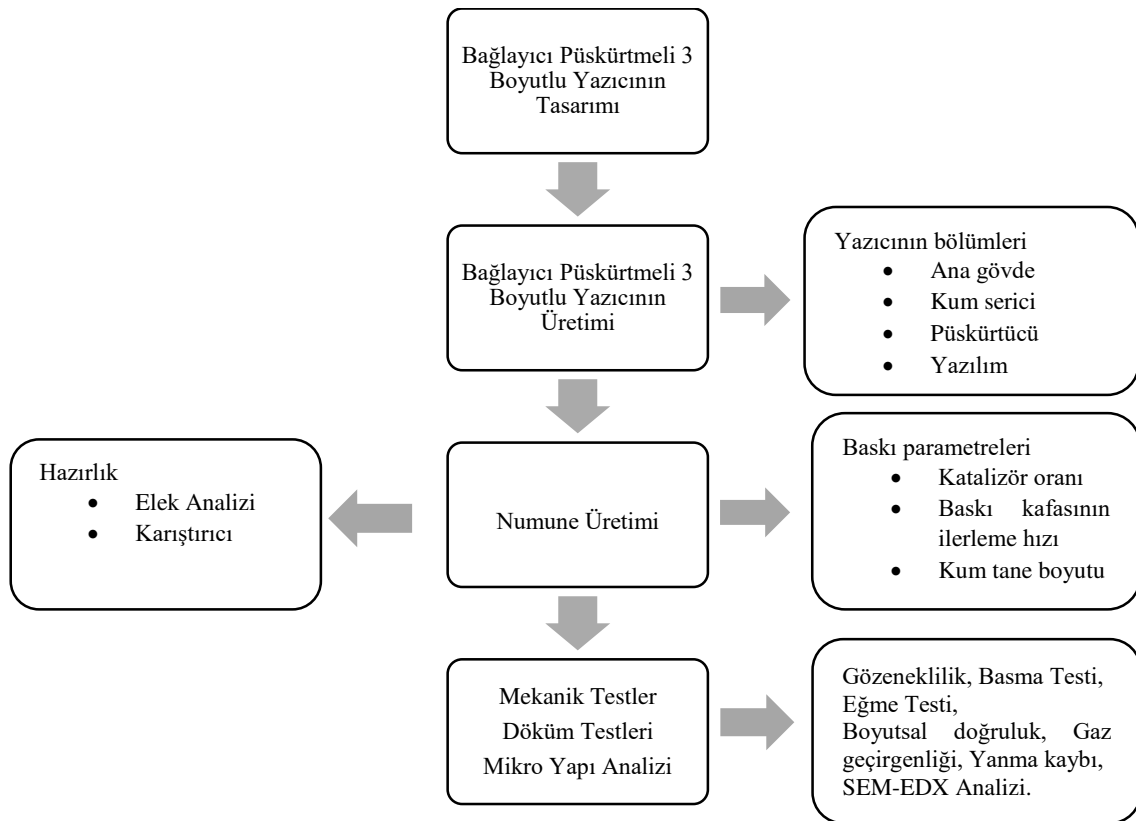 Bağlayıcı Püskürtmeli 3
Boyutlu Yazıcının
Tasarımı
Bağlayıcı Püskürtmeli 3
Boyutlu Yazıcının
Üretimi
Yazıcının bölümleri
• Ana gövde
• Kum serici
• Püskürtücü
• Yazılım
Hazırlık
• Elek Analizi
• Karıştırıcı
Numune Üretimi
Baskı parametreleri
• Katalizör oranı
• Baskı kafasının
ilerleme hızı
• Kum tane boyutu
Mekanik Testler
Döküm Testleri
Mikro Yapı Analizi
Gözeneklilik, Basma Testi,
Eğme Testi,
Boyutsal doğruluk, Gaz
geçirgenliği, Yanma kaybı,
SEM-EDX Analizi.